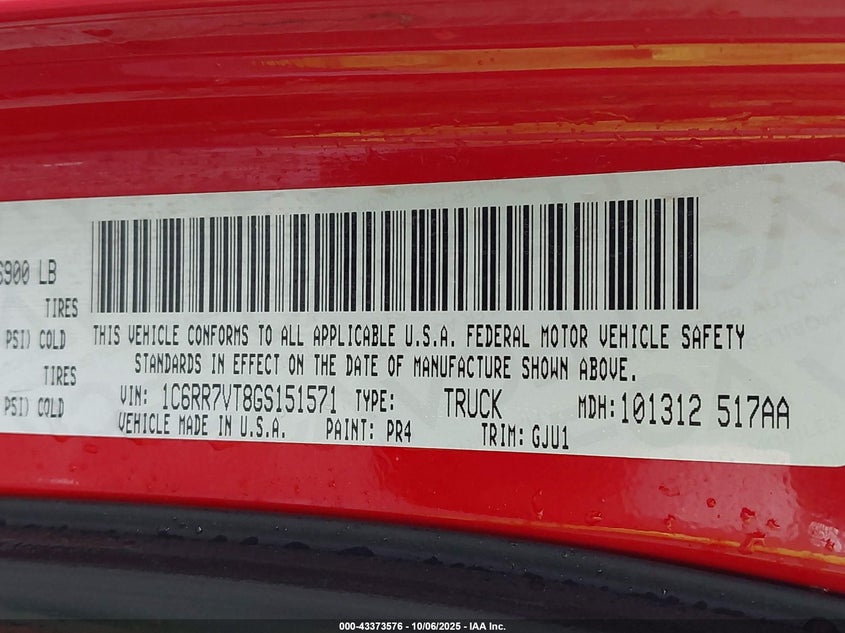 6900 LB
TIRES
PSI) COLD
TIRES
PSI) COLD
THIS VEHICLE CONFORMS TO ALL APPLICABLE U.S.A. FEDERAL MOTOR VEHICLE SAFETY
STANDARDS IN EFFECT ON THE DATE OF MANUFACTURE SHOWN ABOVE.
VIN: 1C6RR7VT8GS151571 TYPE: TRUCK MDH:101312 517AA
VEHICLE MADE IN U.S.A. PAINT: PR4 TRIM: GJU1
000-43373576 - 10/06/2025 - IAA Inc.